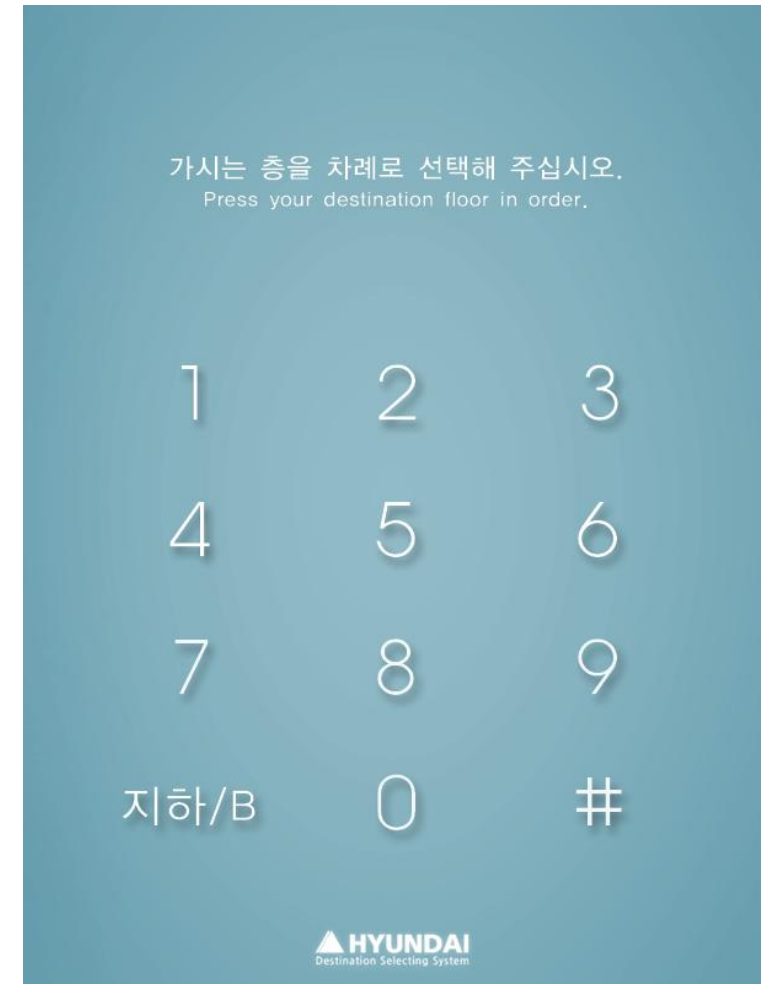 가시는 층을 차례로 선택해 주십시오.
Press your destination floor in order.
1 2 3
4 5 6
7 8 9
지하/B 0 #
HYUNDAI
Destination Selecting System